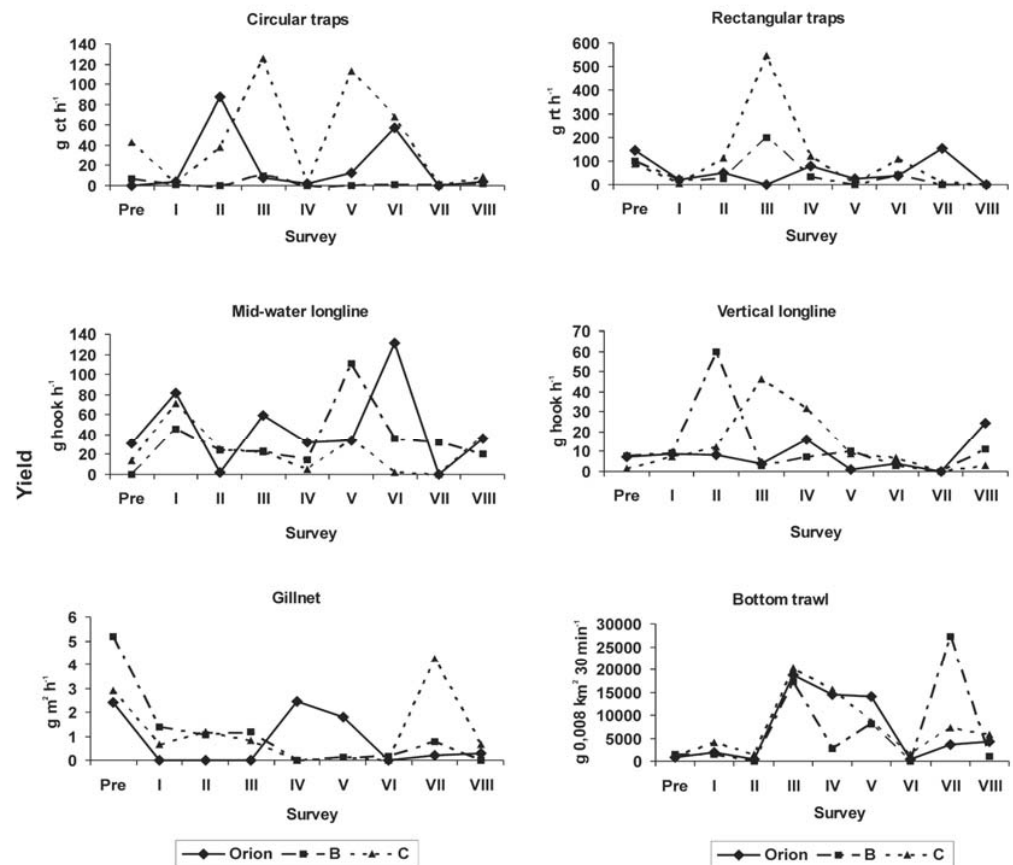 Circular traps
g ct h⁻¹
140
120
100
80
60
40
20
0
Pre I II III IV V VI VII VIII
Survey
Rectangular traps
g rt h⁻¹
600
500
400
300
200
100
0
Pre I II III IV V VI VII VIII
Survey
Yield
Mid-water longline
g hook h⁻¹
140
120
100
80
60
40
20
0
Pre I II III IV V VI VII VIII
Survey
Vertical longline
g hook h⁻¹
70
60
50
40
30
20
10
0
Pre I II III IV V VI VII VIII
Survey
Gillnet
g m² h⁻¹
6
5
4
3
2
1
0
Pre I II III IV V VI VII VIII
Survey
Bottom trawl
g 0,008 km² 30 min⁻¹
30000
25000
20000
15000
10000
5000
0
Pre I II III IV V VI VII VIII
Survey
Orion B C
Orion B C